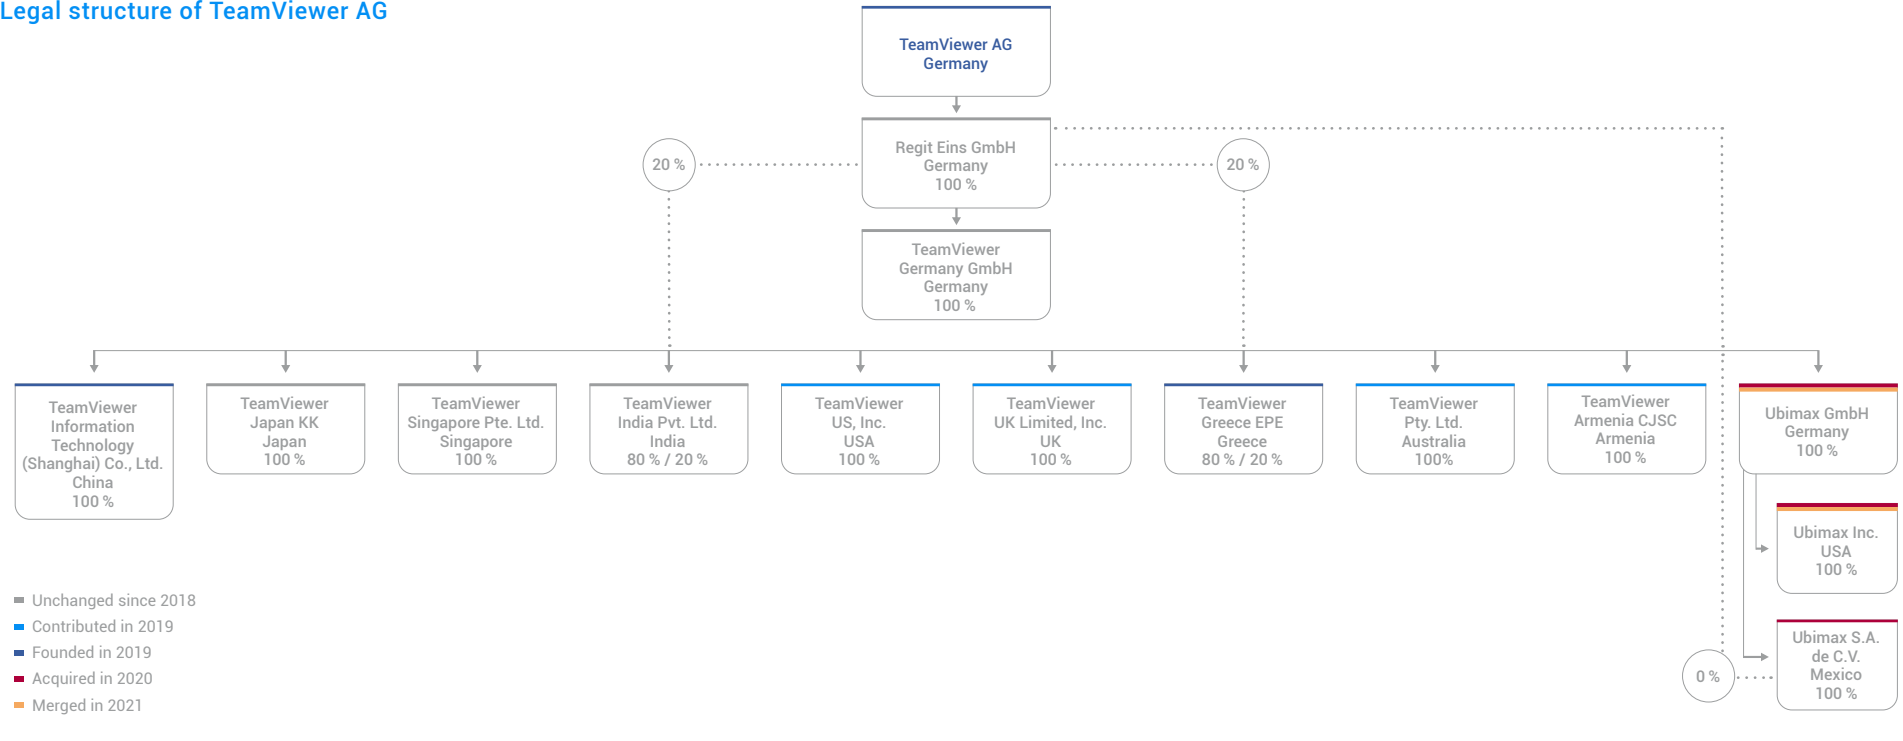 Legal structure of TeamViewer AG
TeamViewer AG
Germany
Regit Eins GmbH
Germany
100 %
20 %
20 %
TeamViewer
Germany GmbH
Germany
100 %
TeamViewer
Information
Technology
(Shanghai) Co., Ltd.
China
100 %
TeamViewer
Japan KK
Japan
100 %
TeamViewer
Singapore Pte. Ltd.
Singapore
100 %
TeamViewer
India Pvt. Ltd.
India
80 % / 20 %
TeamViewer
US, Inc.
USA
100 %
TeamViewer
UK Limited, Inc.
UK
100 %
TeamViewer
Greece EPE
Greece
80 % / 20 %
TeamViewer
Pty. Ltd.
Australia
100%
TeamViewer
Armenia CJSC
Armenia
100 %
Ubimax GmbH
Germany
100 %
Ubimax Inc.
USA
100 %
Ubimax S.A.
de C.V.
Mexico
100 %
0 %
Unchanged since 2018
Contributed in 2019
Founded in 2019
Acquired in 2020
Merged in 2021